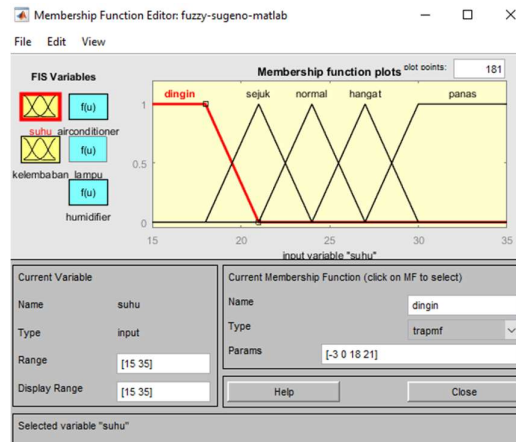 Membership Function Editor: fuzzy-sugeno-matlab
File Edit View
FIS Variables
f(u)
suhu airconditioner
f(u)
kelembaban lampu
f(u)
humidifier
Membership function plots
plot points:
181
dingin sejuk normal hangat panas
1
0.5
0
15 20 25 30 35
input variable "suhu"
Current Variable
Name suhu
Type input
Range [15 35]
Display Range [15 35]
Current Membership Function (click on MF to select)
Name dingin
Type trapmf
Params [-3 0 18 21]
Help Close
Selected variable "suhu"